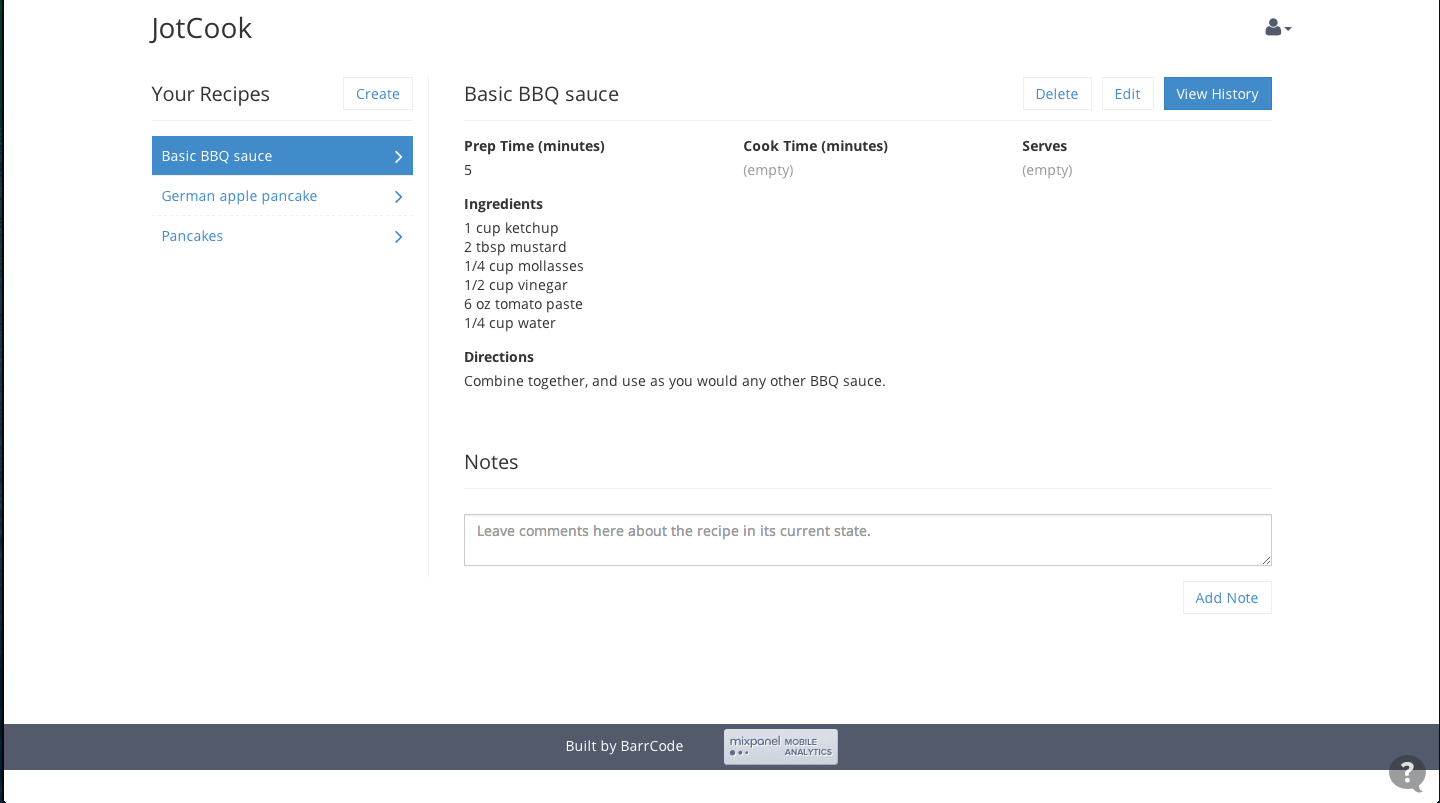 JotCook
Your Recipes
Create
Basic BBQ sauce
German apple pancake
Pancakes
Basic BBQ sauce
Delete
Edit
View History
Prep Time (minutes)
5
Cook Time (minutes)
(empty)
Serves
(empty)
Ingredients
1 cup ketchup
2 tbsp mustard
1/4 cup mollasses
1/2 cup vinegar
6 oz tomato paste
1/4 cup water
Directions
Combine together, and use as you would any other BBQ sauce.
Notes
Leave comments here about the recipe in its current state.
Add Note
Built by BarrCode
mixpanel MOBILE
ANALYTICS
?